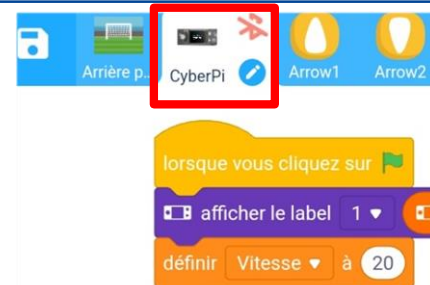 Arrière p... CyberPi Arrow1 Arrow2
lorsque vous cliquez sur
afficher le label 1
définir Vitesse à 20